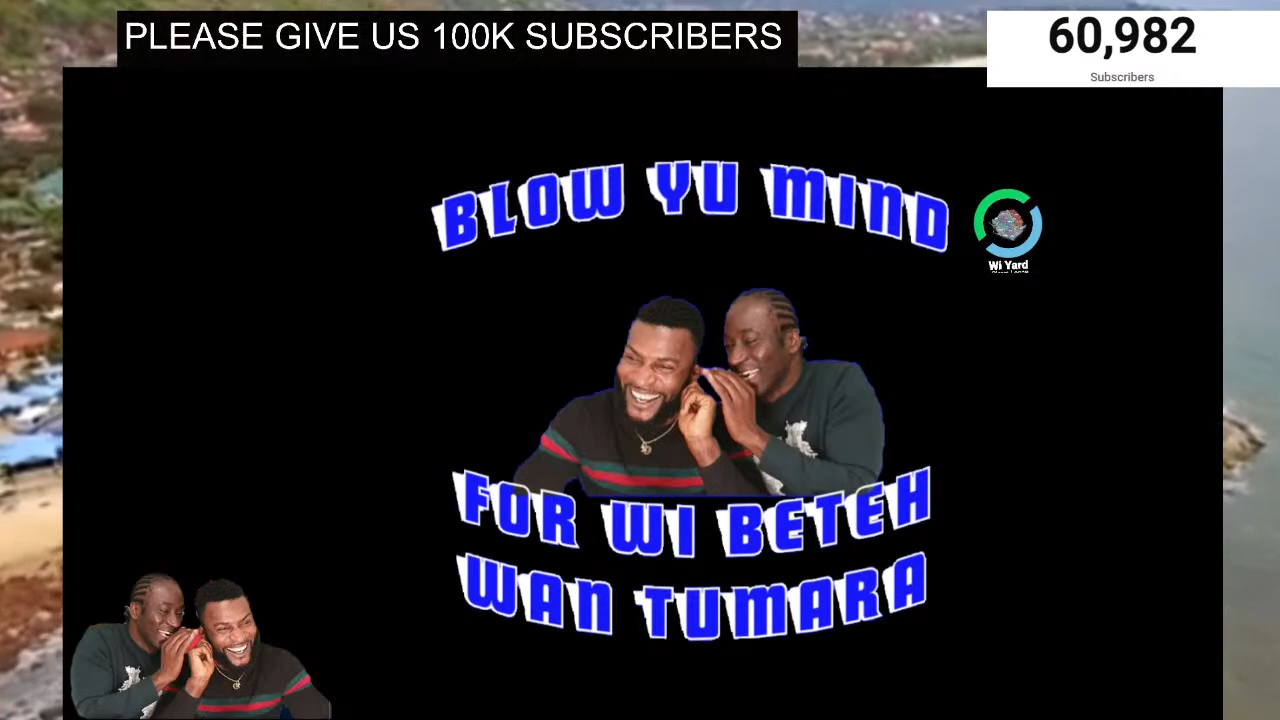 PLEASE GIVE US 100K SUBSCRIBERS
60,982
Subscribers
BLOW YU MIND
Wi Yard
FOR WI BETEH
WAN TUMARA